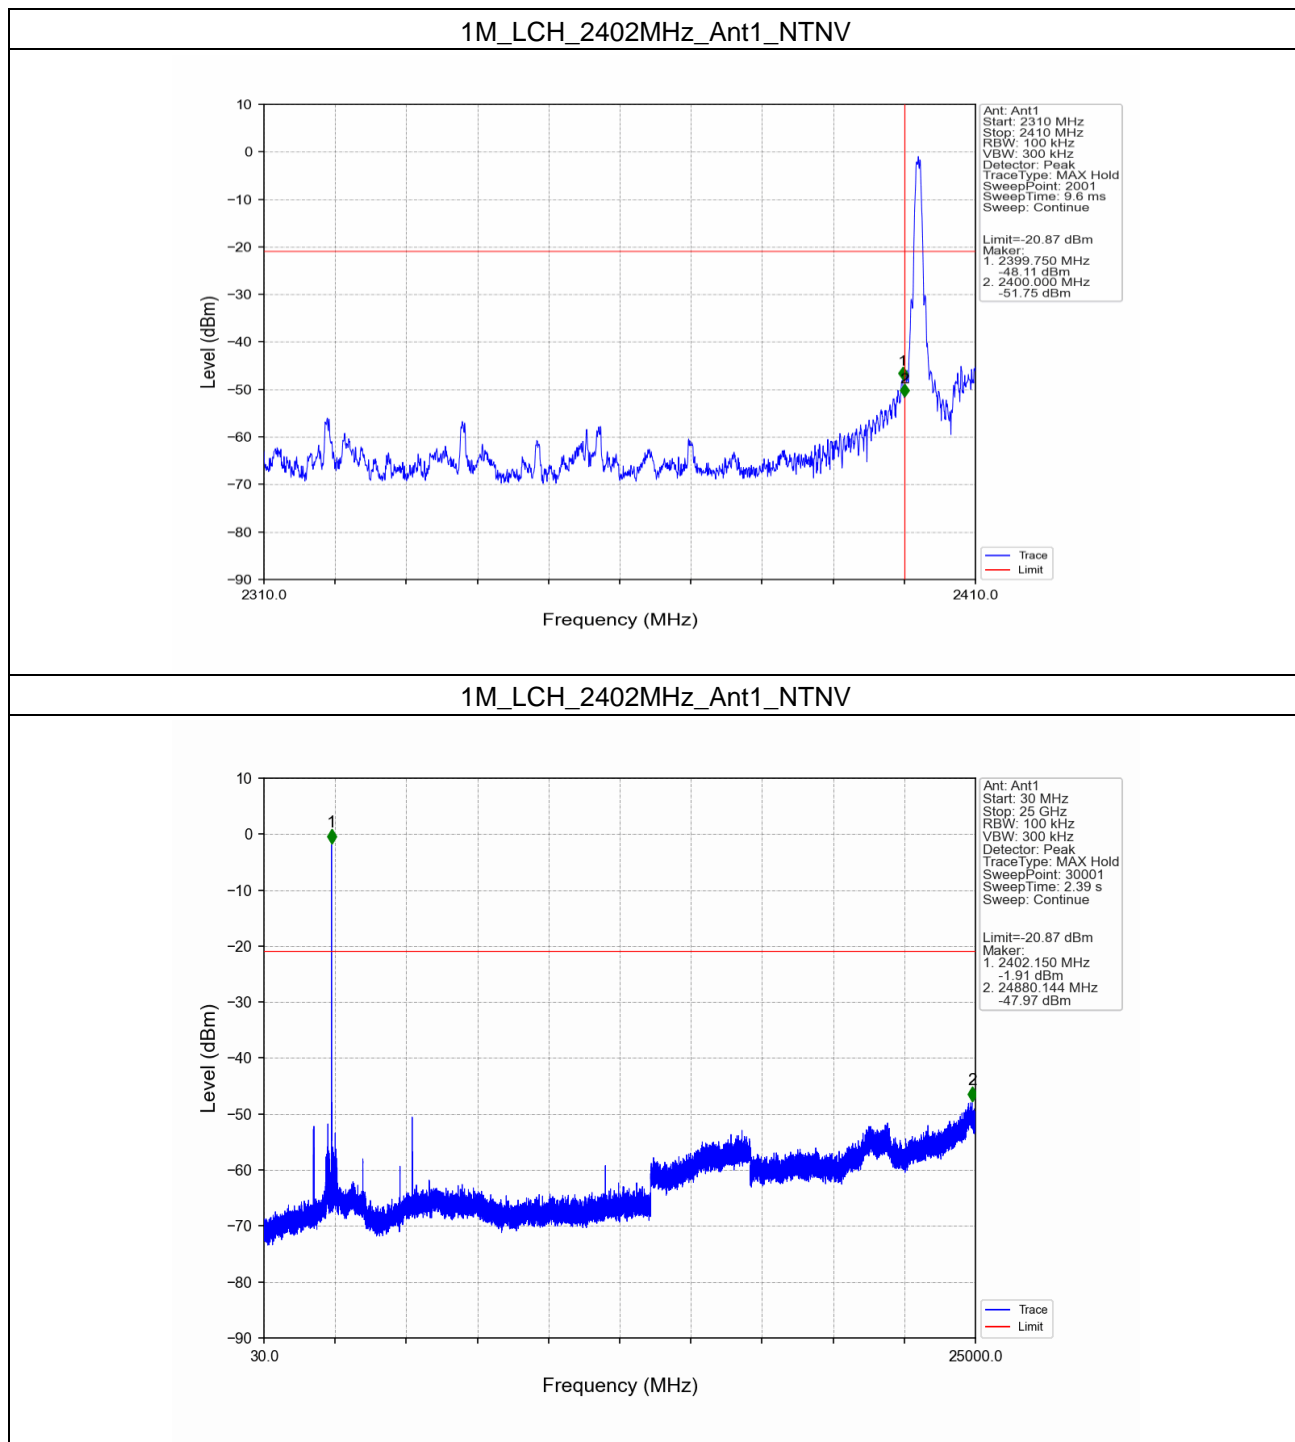 1M_LCH_2402MHz_Ant1_NTNV
10
0
−10
−20
−30
−40
−50
−60
−70
−80
−90
Level (dBm)
1
2
2310.0
2410.0
Frequency (MHz)
Ant: Ant1
Start: 2310 MHz
Stop: 2410 MHz
RBW: 100 kHz
VBW: 300 kHz
Detector: Peak
TraceType: MAX Hold
SweepPoint: 2001
SweepTime: 9.6 ms
Sweep: Continue
Limit=-20.87 dBm
Maker:
1. 2399.750 MHz
-48.11 dBm
2. 2400.000 MHz
-51.75 dBm
Trace
Limit
1M_LCH_2402MHz_Ant1_NTNV
10
0
−10
−20
−30
−40
−50
−60
−70
−80
−90
Level (dBm)
1
2
30.0
25000.0
Frequency (MHz)
Ant: Ant1
Start: 30 MHz
Stop: 25 GHz
RBW: 100 kHz
VBW: 300 kHz
Detector: Peak
TraceType: MAX Hold
SweepPoint: 30001
SweepTime: 2.39 s
Sweep: Continue
Limit=-20.87 dBm
Maker:
1. 2402.150 MHz
-1.91 dBm
2. 24880.144 MHz
-47.97 dBm
Trace
Limit